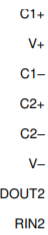 C1+
V+
C1–
C2+
C2–
V–
DOUT2
RIN2